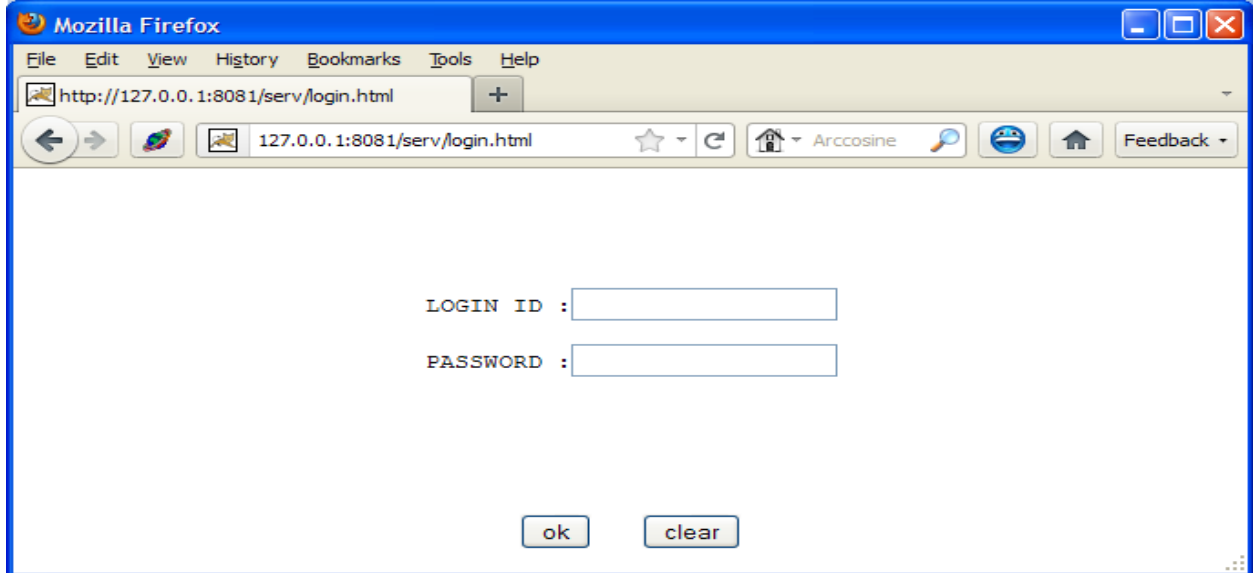 Mozilla Firefox
File Edit View History Bookmarks Tools Help
http://127.0.0.1:8081/serv/login.html
127.0.0.1:8081/serv/login.html Arccosine Feedback
LOGIN ID :
PASSWORD :
ok clear